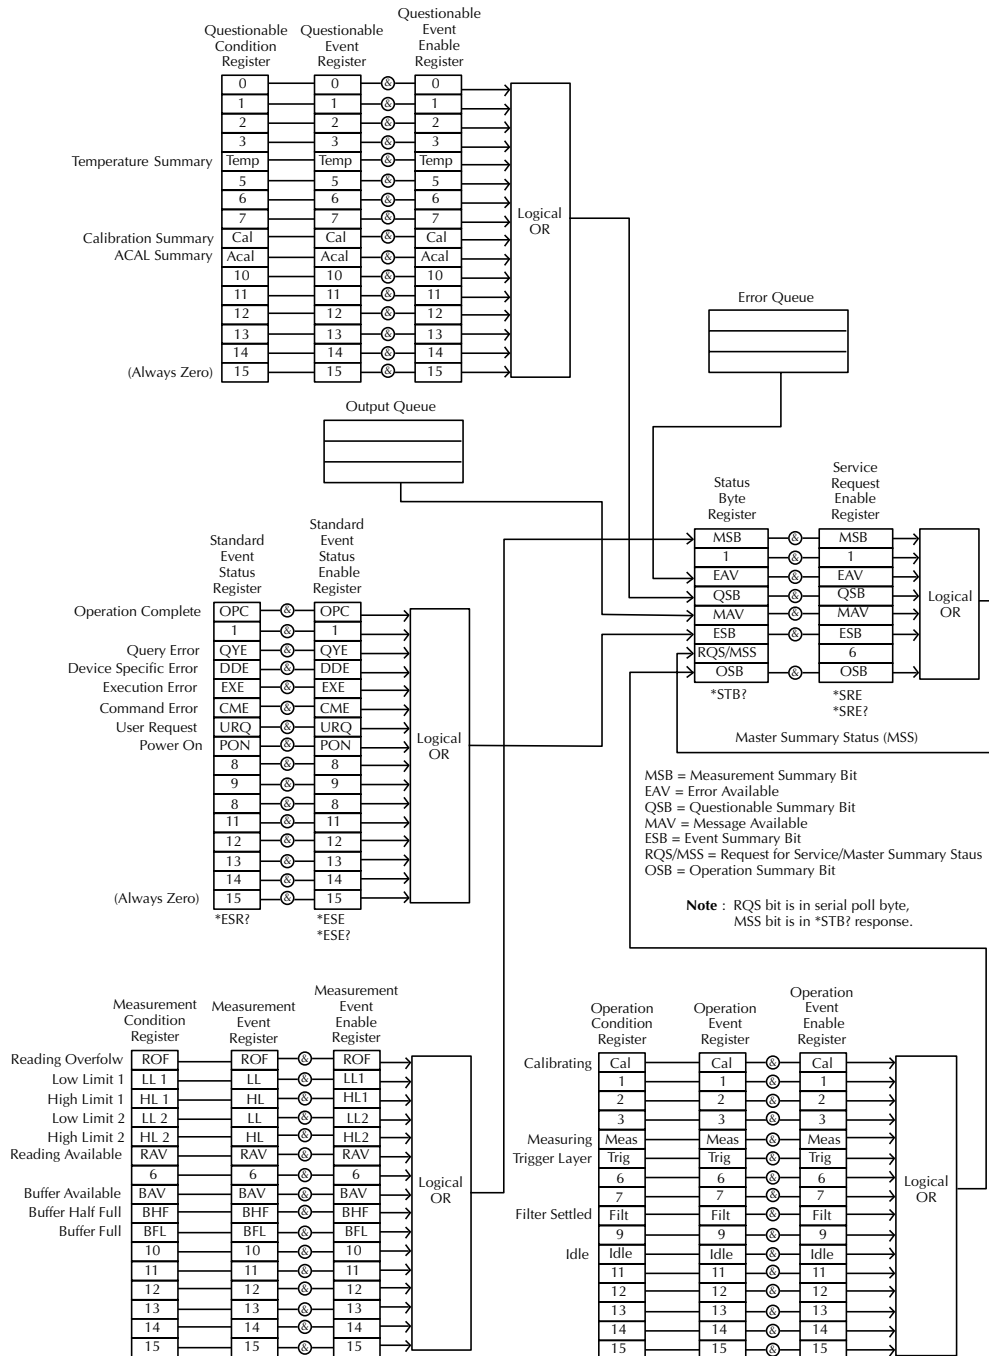 Questionable Condition Register
Questionable Event Register
Questionable Event Enable Register
0 & 0 & 0
0 0 & 0
1 1 & 1
2 2 & 2
3 3 & 3
Temperature Summary Temp Temp & Temp
5 5 & 5
6 6 & 6
7 7 & 7
Calibration Summary Cal Cal & Cal
ACAL Summary Acal Acal & Acal
10 10 & 10
11 11 & 11
12 12 & 12
13 13 & 13
14 14 & 14
(Always Zero) 15 15 & 15
Logical
OR
Error Queue
Output Queue
Status
Byte
Register
Service
Request
Enable
Register
MSB & MSB
1 & 1
EAV & EAV
QSB & QSB
MAV & MAV
ESB & ESB
RQS/MSS 6
OSB & OSB
*STB?
*SRE
*SRE?
Logical
OR
Master Summary Status (MSS)
MSB = Measurement Summary Bit
EAV = Error Available
QSB = Questionable Summary Bit
MAV = Message Available
ESB = Event Summary Bit
RQS/MSS = Request for Service/Master Summary Staus
OSB = Operation Summary Bit
Note : RQS bit is in serial poll byte,
MSS bit is in *STB? response.
Standard
Event
Status
Register
Standard
Event
Status
Enable
Register
Operation Complete OPC & OPC
1 & 1
Query Error QYE & QYE
Device Specific Error DDE & DDE
Execution Error EXE & EXE
Command Error CME & CME
User Request URQ & URQ
Power On PON & PON
8 & 8
9 & 9
8 & 8
11 & 11
12 & 12
13 & 13
14 & 14
(Always Zero) 15 & 15
*ESR?
*ESE
*ESE?
Logical
OR
Measurement
Condition
Register
Measurement
Event
Register
Measurement
Event
Enable
Register
Reading Overfolw ROF ROF & ROF
Low Limit 1 LL 1 LL & LL1
High Limit 1 HL 1 HL & HL1
Low Limit 2 LL 2 LL & LL2
High Limit 2 HL 2 HL & HL2
Reading Available RAV RAV & RAV
6 6 & 6
Buffer Available BAV BAV & BAV
Buffer Half Full BHF BHF & BHF
Buffer Full BFL BFL & BFL
10 10 & 10
11 11 & 11
12 12 & 12
13 13 & 13
14 14 & 14
15 15 & 15
Logical
OR
Operation
Condition
Register
Operation
Event
Register
Operation
Event
Enable
Register
Calibrating Cal Cal & Cal
1 1 & 1
2 2 & 2
3 3 & 3
Measuring Meas Meas & Meas
Trigger Layer Trig Trig & Trig
6 6 & 6
7 7 & 7
Filter Settled Filt Filt & Filt
9 9 & 9
Idle Idle Idle & Idle
11 11 & 11
12 12 & 12
13 13 & 13
14 14 & 14
15 15 & 15
Logical
OR